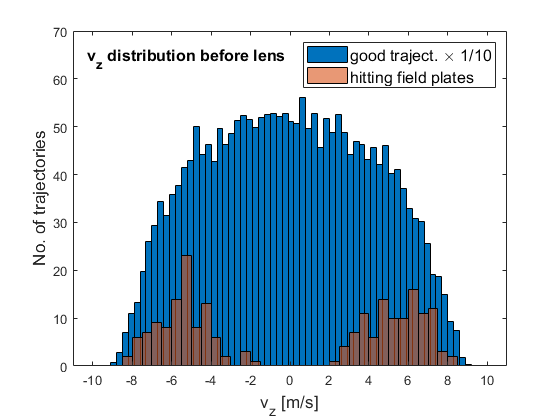 v_z distribution before lens
good traject. × 1/10
hitting field plates
No. of trajectories
70
60
50
40
30
20
10
0
-10 -8 -6 -4 -2 0 2 4 6 8 10
v_z [m/s]